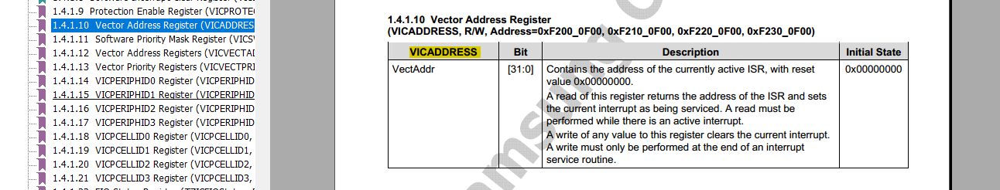 1.4.1.9 Protection Enable Register (VICPROTE
1.4.1.10 Vector Address Register (VICADDRES
1.4.1.11 Software Priority Mask Register (VICS
1.4.1.12 Vector Address Registers (VICVECTAI
1.4.1.13 Vector Priority Registers (VICVECTPRI
1.4.1.14 VICPERIPHID0 Register (VICPERIPHID
1.4.1.15 VICPERIPHID1 Register (VICPERIPHID
1.4.1.16 VICPERIPHID2 Register (VICPERIPHID
1.4.1.17 VICPERIPHID3 Register (VICPERIPHID
1.4.1.18 VICPCELLID0 Register (VICPCELLID0,
1.4.1.19 VICPCELLID1 Register (VICPCELLID1,
1.4.1.20 VICPCELLID2 Register (VICPCELLID2,
1.4.1.21 VICPCELLID3 Register (VICPCELLID3,
1.4.1.10 Vector Address Register
(VICADDRESS, R/W, Address=0xF200_0F00, 0xF210_0F00, 0xF220_0F00, 0xF230_0F00)
VICADDRESS Bit Description Initial State
VectAddr [31:0] Contains the address of the currently active ISR, with reset 0x00000000
value 0x00000000.
A read of this register returns the address of the ISR and sets
the current interrupt as being serviced. A read must be
performed while there is an active interrupt.
A write of any value to this register clears the current interrupt.
A write must only be performed at the end of an interrupt
service routine.
amsung